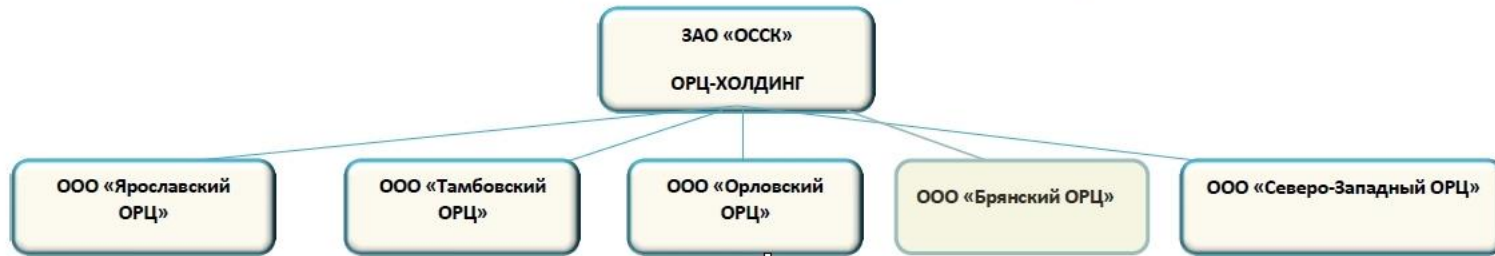 ЗАО «ОССК»
ОРЦ-ХОЛДИНГ
ООО «Ярославский
ОРЦ»
ООО «Тамбовский
ОРЦ»
ООО «Орловский
ОРЦ»
ООО «Брянский ОРЦ»
ООО «Северо-Западный ОРЦ»